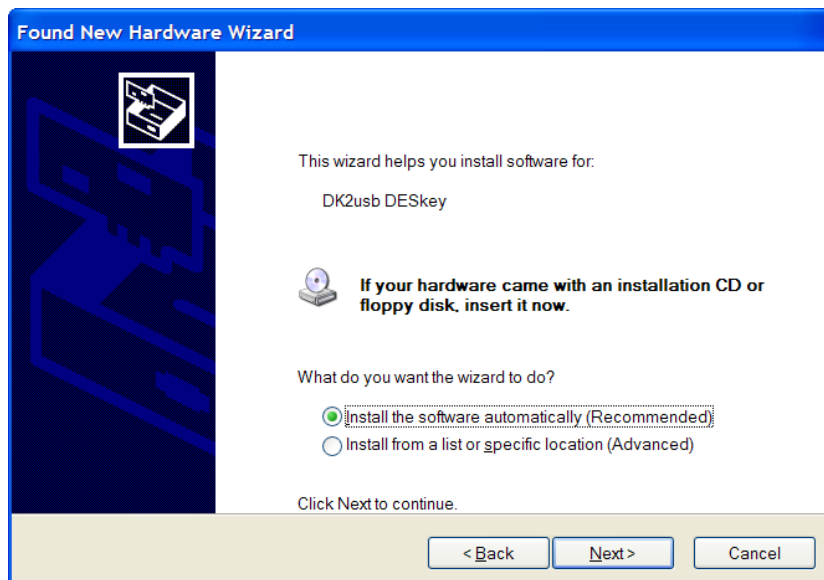 Found New Hardware Wizard
This wizard helps you install software for:
DK2usb DESkey
If your hardware came with an installation CD or
floppy disk, insert it now.
What do you want the wizard to do?
Install the software automatically (Recommended)
Install from a list or specific location (Advanced)
Click Next to continue.
< Back
Next >
Cancel